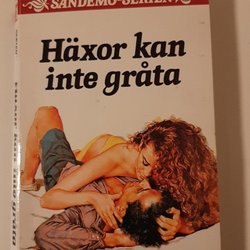 SANDEMO-SERIEN
Häxor kan
inte gråta